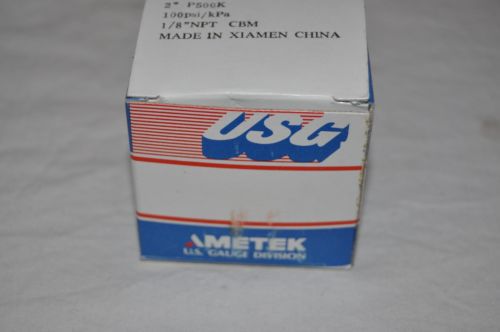 2" P500K
100psi/kPa
1/8"NPT CBM
MADE IN XIAMEN CHINA
USG
AMETEK
U.S. GAUGE DIVISION